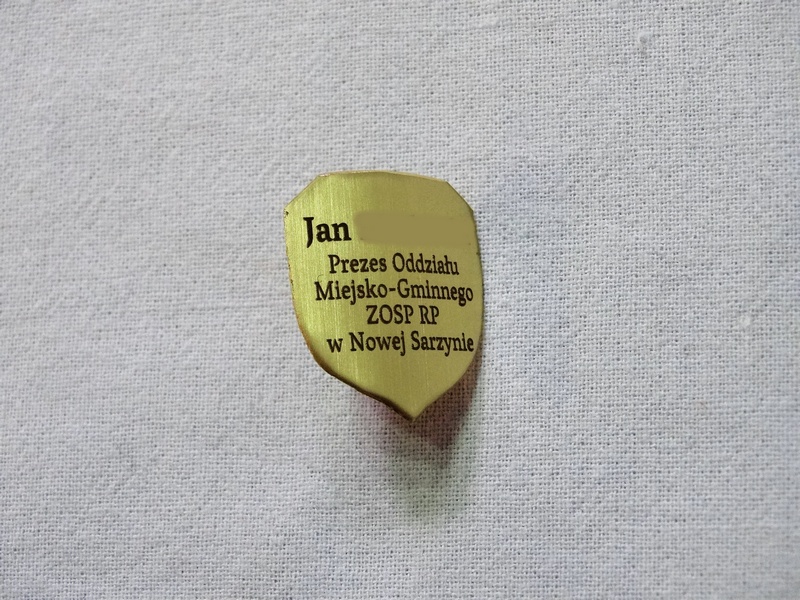 Jan
Prezes Oddziału
Miejsko-Gminnego
ZOSP RP
w Nowej Sarzynie